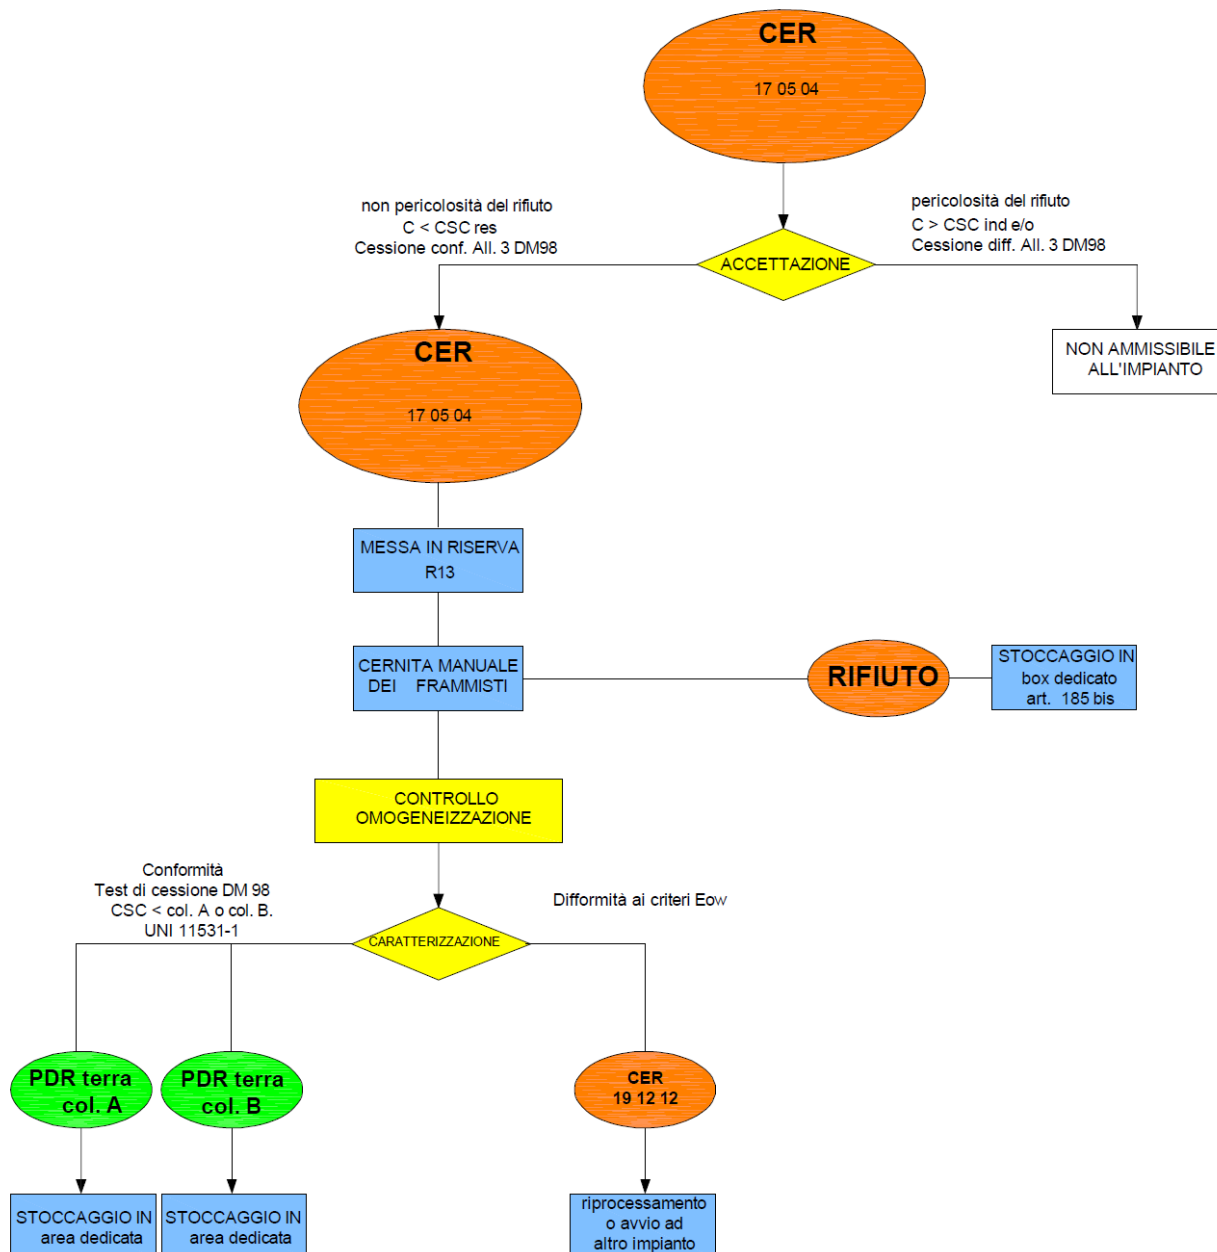 CER
17 05 04
non pericolosità del rifiuto
C < CSC res
Cessione conf. All. 3 DM98
pericolosità del rifiuto
C > CSC ind e/o
Cessione diff. All. 3 DM98
ACCETTAZIONE
CER
17 05 04
NON AMMISSIBILE
ALL'IMPIANTO
MESSA IN RISERVA
R13
CERNITA MANUALE
DEI FRAMMISTI
RIFIUTO
STOCCAGGIO IN
box dedicato
art. 185 bis
CONTROLLO
OMOGENEIZZAZIONE
Conformità
Test di cessione DM 98
CSC < col. A o col. B.
UNI 11531-1
Difformità ai criteri Eow
CARATTERIZZAZIONE
PDR terra
col. A
PDR terra
col. B
CER
19 12 12
STOCCAGGIO IN
area dedicata
STOCCAGGIO IN
area dedicata
riprocessamento
o avvio ad
altro impianto